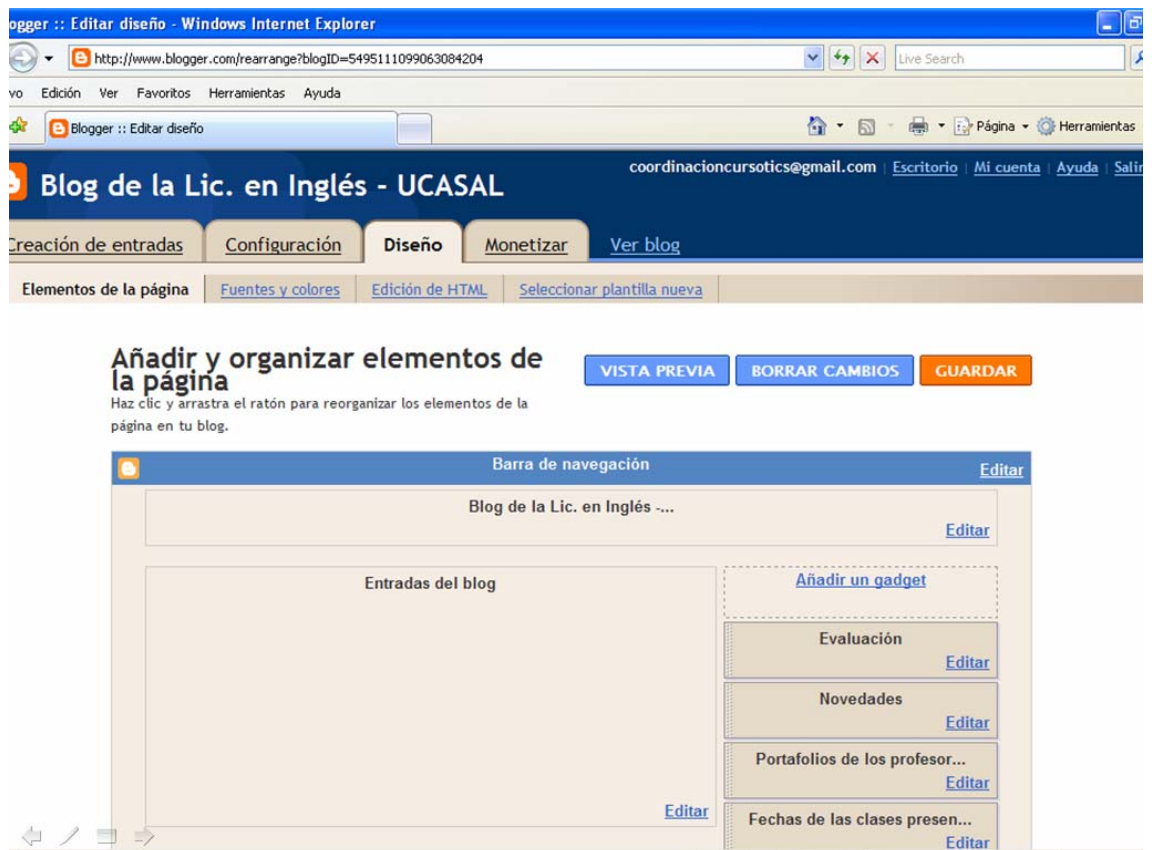 ogger :: Editar diseño - Windows Internet Explorer
http://www.blogger.com/rearrange?blogID=5495111099063084204
Live Search
vo Edición Ver Favoritos Herramientas Ayuda
Blogger :: Editar diseño
Página Herramientas
coordinacioncursotics@gmail.com | Escritorio | Mi cuenta | Ayuda | Salir
Blog de la Lic. en Inglés - UCASAL
Creación de entradas Configuración Diseño Monetizar Ver blog
Elementos de la página Fuentes y colores Edición de HTML Seleccionar plantilla nueva
Añadir y organizar elementos de
la página
VISTA PREVIA BORRAR CAMBIOS GUARDAR
Haz clic y arrastra el ratón para reorganizar los elementos de la
página en tu blog.
Barra de navegación
Editar
Blog de la Lic. en Inglés -...
Editar
Entradas del blog
Editar
Añadir un gadget
Evaluación
Editar
Novedades
Editar
Portafolios de los profesor...
Editar
Fechas de las clases presen...
Editar